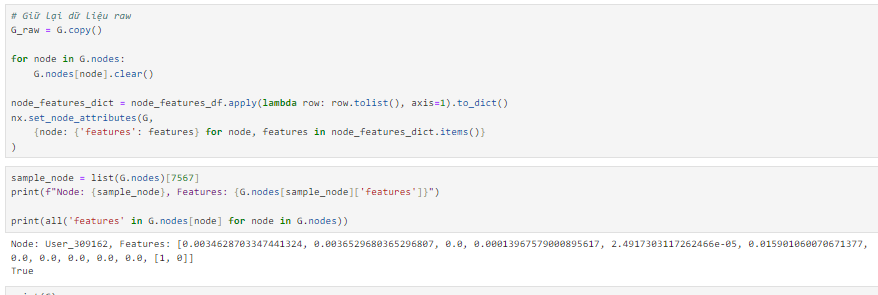 # Giữ lại dữ liệu raw
G_raw = G.copy()
for node in G.nodes:
    G.nodes[node].clear()
node_features_dict = node_features_df.apply(lambda row: row.tolist(), axis=1).to_dict()
nx.set_node_attributes(G,
    {node: {'features': features} for node, features in node_features_dict.items()}
)
sample_node = list(G.nodes)[7567]
print(f"Node: {sample_node}, Features: {G.nodes[sample_node]['features']}")
print(all('features' in G.nodes[node] for node in G.nodes))
Node: User_309162, Features: [0.0034628703347441324, 0.0036529680365296807, 0.0, 0.00013967579000895617, 2.4917303117262466e-05, 0.015901060070671377,
0.0, 0.0, 0.0, 0.0, 0.0, [1, 0]]
True